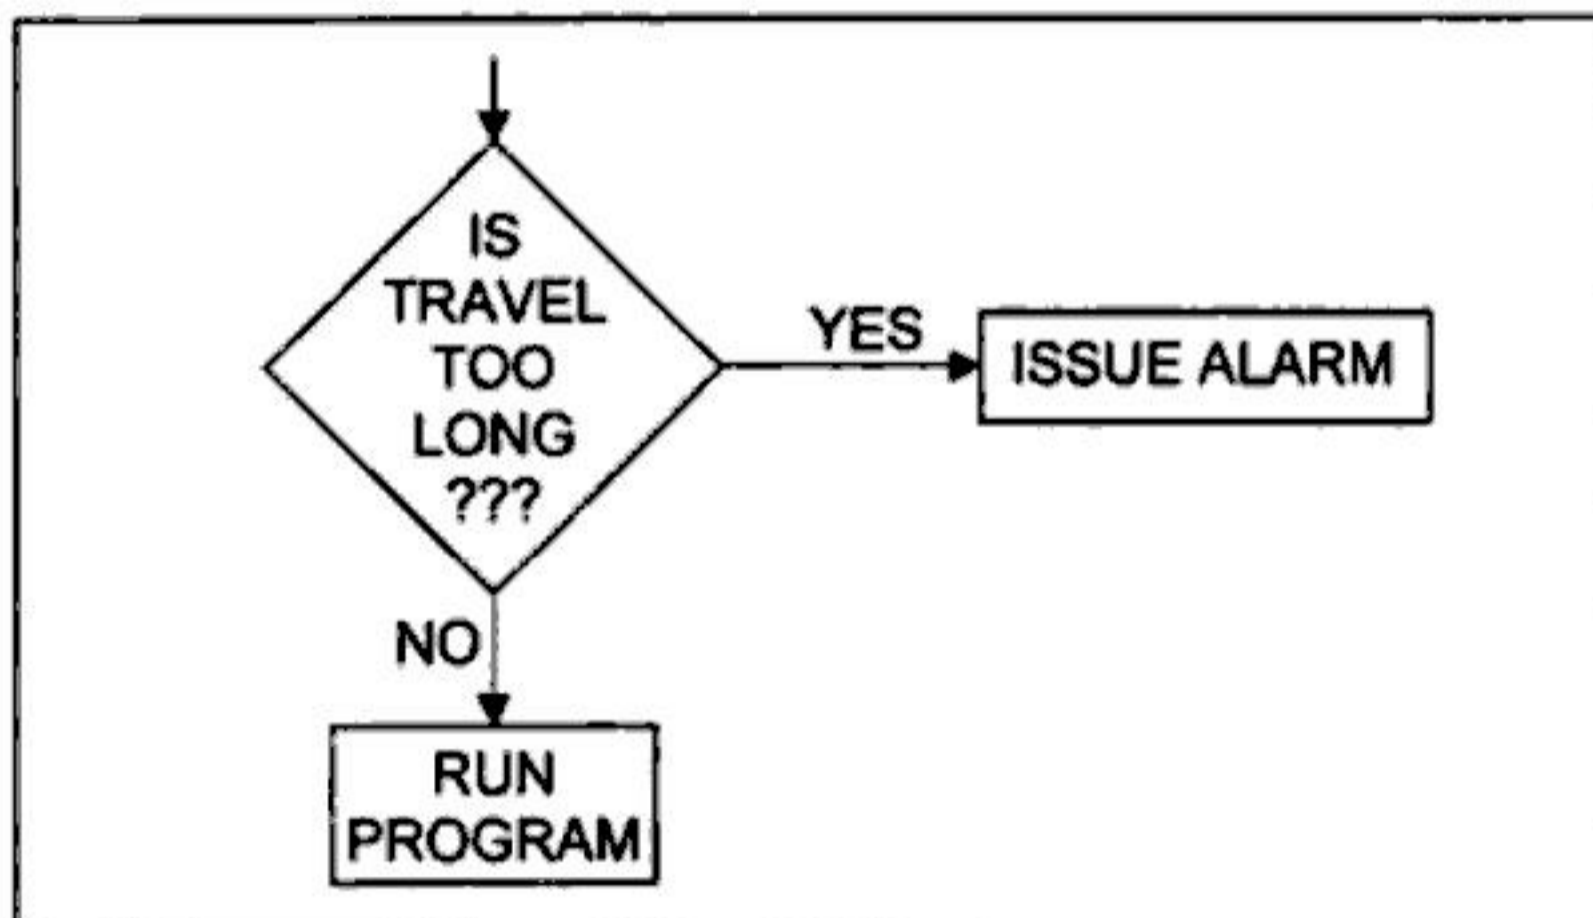 IS
TRAVEL
TOO
LONG
???
YES
ISSUE ALARM
NO
RUN
PROGRAM